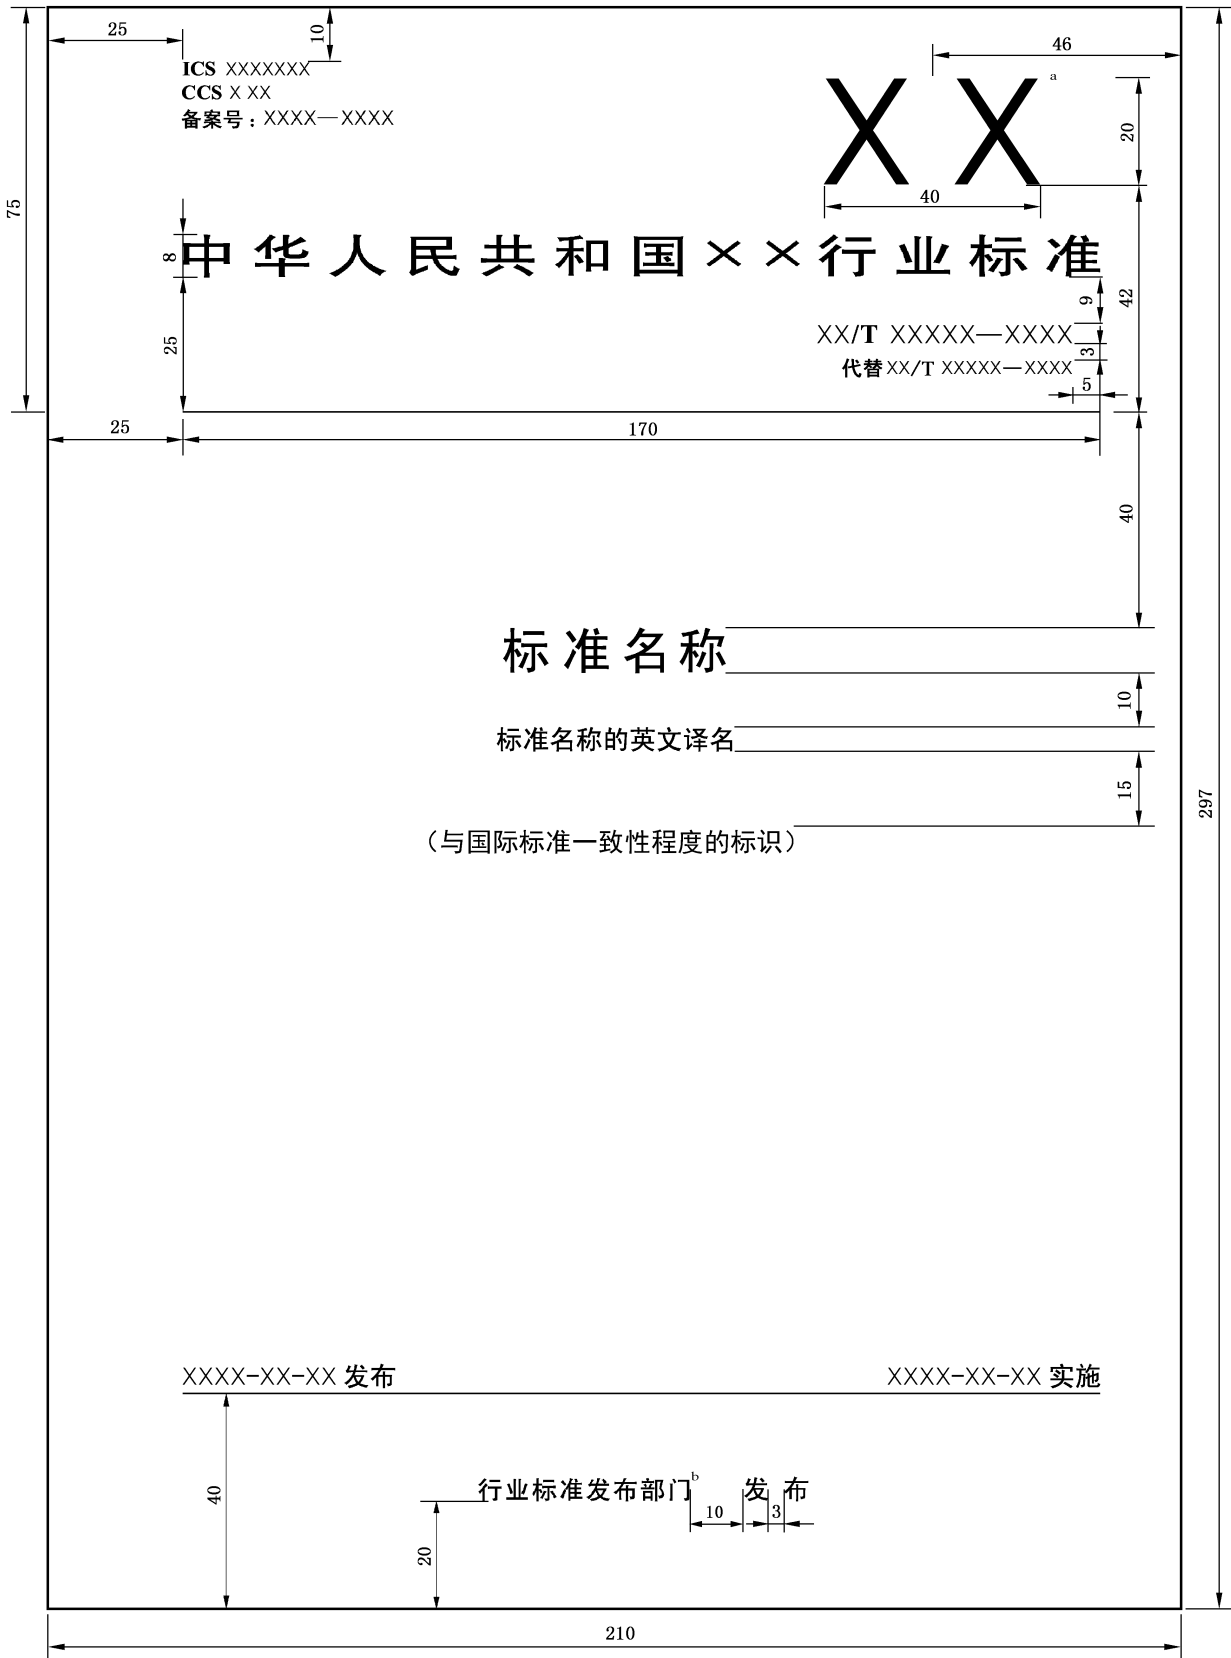 25
10
46
ICS XXXXXXX
CCS X XX
备案号：XXXX—XXXX
XX a
20
40
75
8
中华人民共和国××行业标准
9
42
25
XX/T XXXXX—XXXX
3
代替 XX/T XXXXX—XXXX
5
25
170
40
标准名称
10
标准名称的英文译名
15
297
（与国际标准一致性程度的标识）
XXXX-XX-XX 发布
XXXX-XX-XX 实施
40
行业标准发布部门b 发布
10
3
20
210